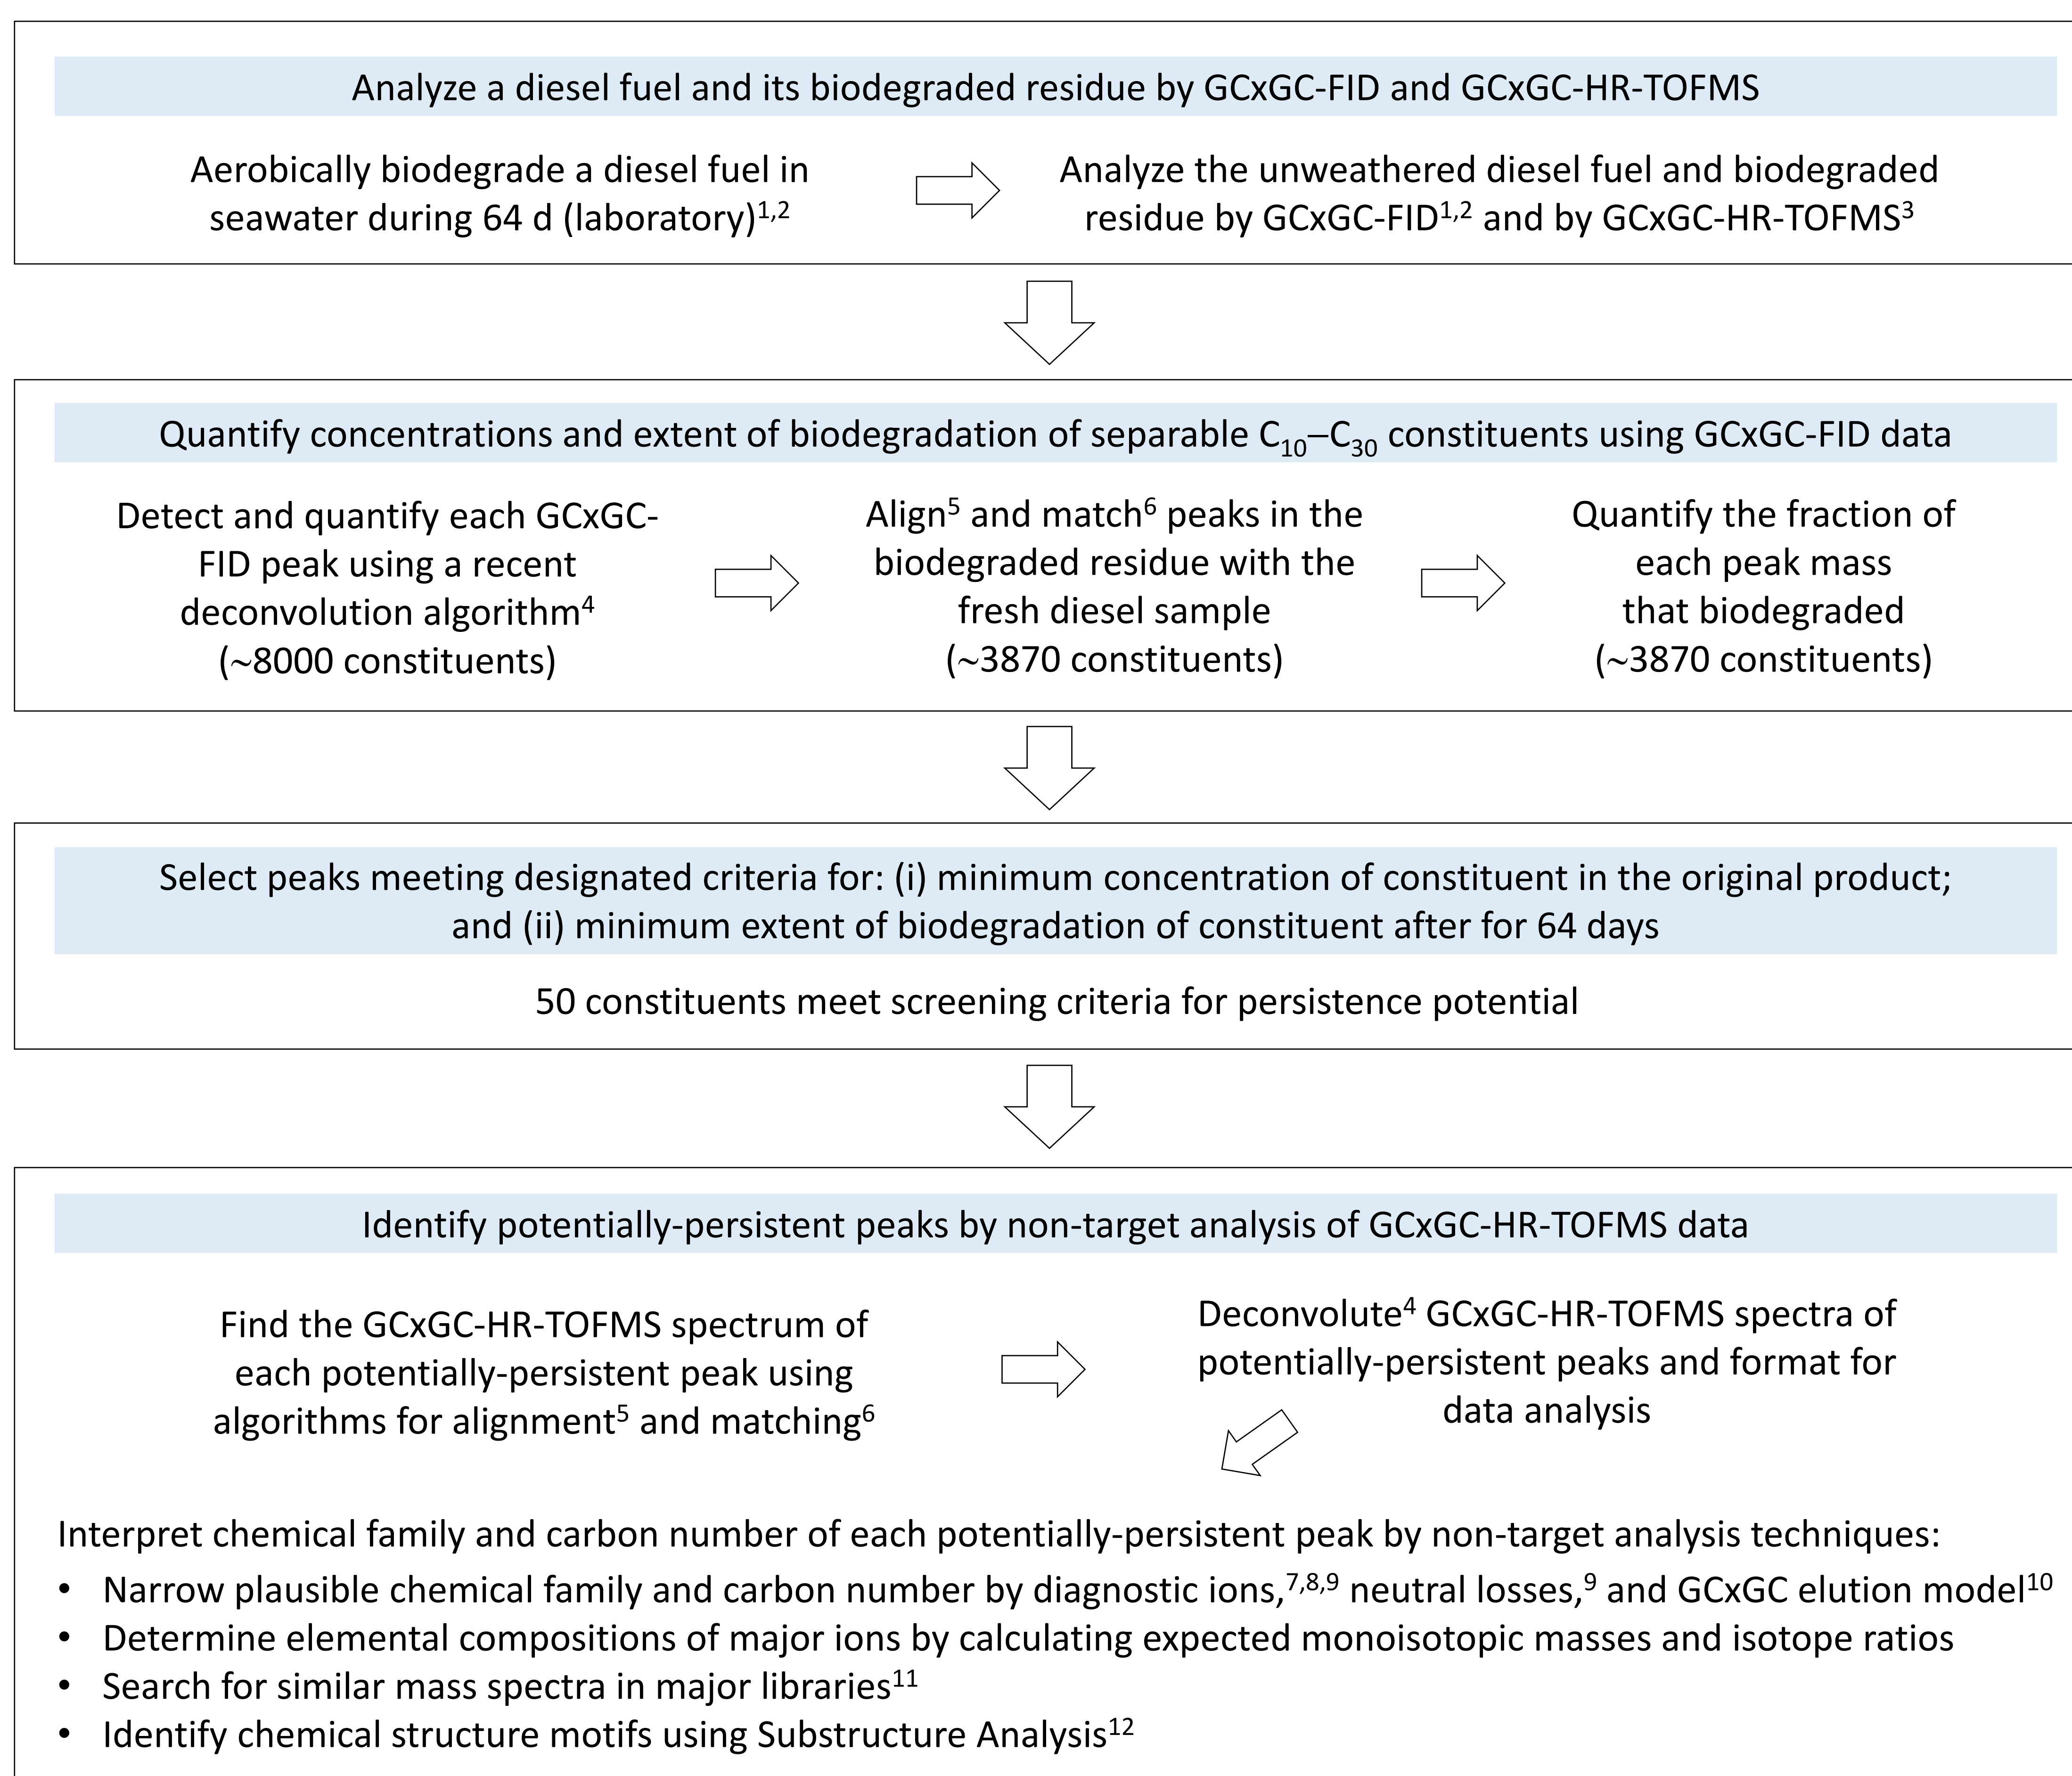 Analyze a diesel fuel and its biodegraded residue by GCxGC-FID and GCxGC-HR-TOFMS
Aerobically biodegrade a diesel fuel in
seawater during 64 d (laboratory)1,2
Analyze the unweathered diesel fuel and biodegraded
residue by GCxGC-FID1,2 and by GCxGC-HR-TOFMS3
Quantify concentrations and extent of biodegradation of separable C10–C30 constituents using GCxGC-FID data
Detect and quantify each GCxGC-
FID peak using a recent
deconvolution algorithm4
(~8000 constituents)
Align5 and match6 peaks in the
biodegraded residue with the
fresh diesel sample
(~3870 constituents)
Quantify the fraction of
each peak mass
that biodegraded
(~3870 constituents)
Select peaks meeting designated criteria for: (i) minimum concentration of constituent in the original product;
and (ii) minimum extent of biodegradation of constituent after for 64 days
50 constituents meet screening criteria for persistence potential
Identify potentially-persistent peaks by non-target analysis of GCxGC-HR-TOFMS data
Find the GCxGC-HR-TOFMS spectrum of
each potentially-persistent peak using
algorithms for alignment5 and matching6
Deconvolute4 GCxGC-HR-TOFMS spectra of
potentially-persistent peaks and format for
data analysis
Interpret chemical family and carbon number of each potentially-persistent peak by non-target analysis techniques:
• Narrow plausible chemical family and carbon number by diagnostic ions,7,8,9 neutral losses,9 and GCxGC elution model10
• Determine elemental compositions of major ions by calculating expected monoisotopic masses and isotope ratios
• Search for similar mass spectra in major libraries11
• Identify chemical structure motifs using Substructure Analysis12